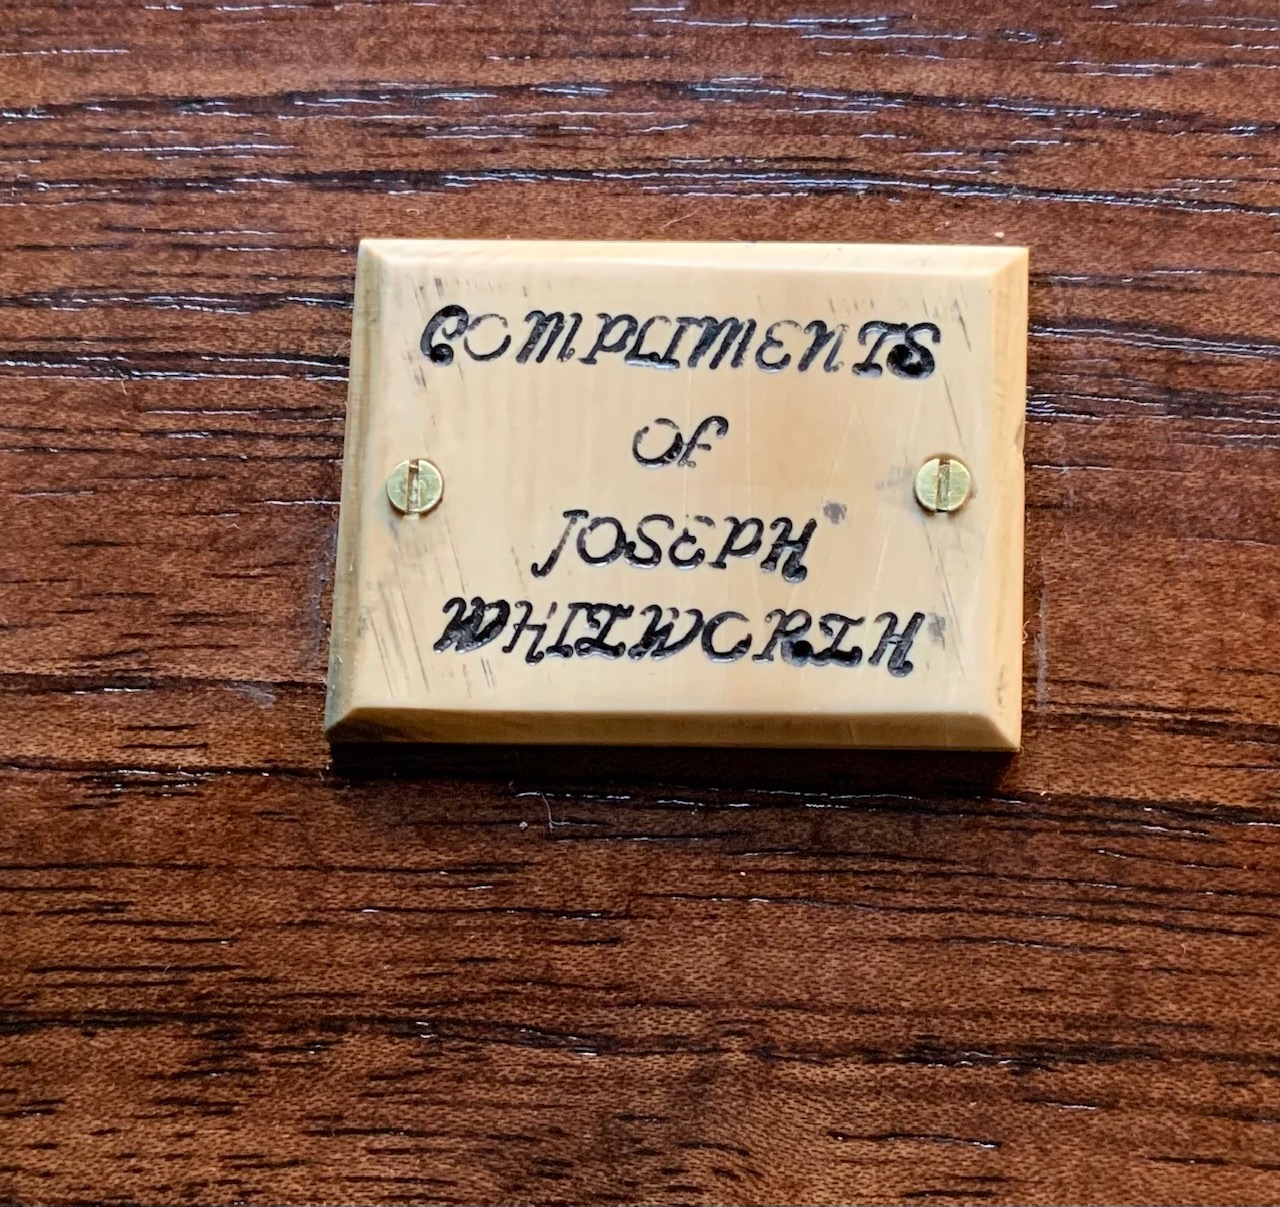 COMPLIMENTS
OF
JOSEPH
WHITWORTH